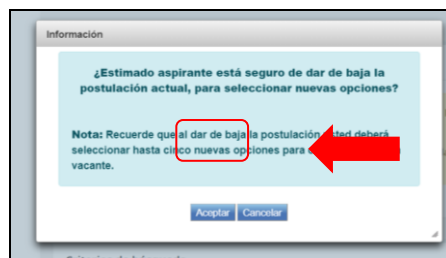 Información
¿Estimado aspirante está seguro de dar de baja la
postulación actual, para seleccionar nuevas opciones?
Nota: Recuerde que al dar de baja la postulación usted deberá
seleccionar hasta cinco nuevas opciones para
vacante.
Aceptar Cancelar